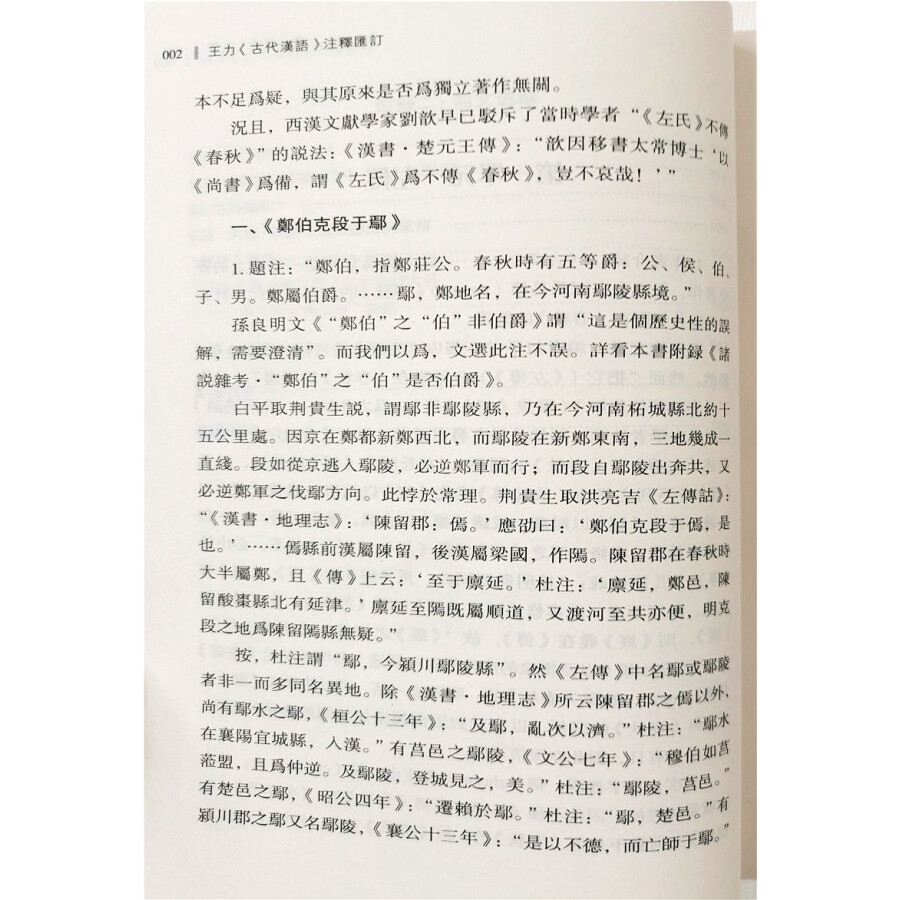 002 王力《古代漢語》注釋匯訂
本不足爲疑，與其原來是否爲獨立著作無關。
況且，西漢文獻學家劉歆早已駁斥了當時學者“《左氏》不傳
《春秋》”的説法：《漢書·楚元王傳》：“歆因移書太常博士‘以
《尚書》爲備，謂《左氏》爲不傳《春秋》，豈不哀哉！’”
一、《鄭伯克段于鄢》
1. 題注：“鄭伯，指鄭莊公。春秋時有五等爵：公、侯、伯、
子、男。鄭屬伯爵。……鄢，鄭地名，在今河南鄢陵縣境。”
孫良明文《“鄭伯”之“伯”非伯爵》謂“這是個歷史性的誤
解，需要澄清”。而我們以爲，文選此注不誤。詳看本書附録《諸
説雜考·“鄭伯”之“伯”是否伯爵》。
白平取荆貴生説，謂鄢非鄢陵縣，乃在今河南柘城縣北約十
五公里處。因京在鄭都新鄭西北，而鄢陵在新鄭東南，三地幾成一
直綫。段如從京逃入鄢陵，必逆鄭軍而行；而段自鄢陵出奔共，又
必逆鄭軍之伐鄢方向。此悖於常理。荆貴生取洪亮吉《左傳詁》：
“《漢書·地理志》：‘陳留郡：傿。’應劭曰：‘鄭伯克段于傿，是
也。’……傿縣前漢屬陳留，後漢屬梁國，作隝。陳留郡在春秋時
大半屬鄭，且《傳》上云：‘至于廪延。’杜注：‘廪延，鄭邑，陳
留酸棗縣北有延津。’廪延至隝既屬順道，又渡河至共亦便，明克
段之地爲陳留隝縣無疑。”
按，杜注謂“鄢，今潁川鄢陵縣”。然《左傳》中名鄢或鄢陵
者非一而多同名異地。除《漢書·地理志》所云陳留郡之傿以外，
尚有鄢水之鄢，《桓公十三年》：“及鄢，亂次以濟。”杜注：“鄢水
在襄陽宜城縣，入漢。”有莒邑之鄢陵，《文公七年》：“穆伯如莒
蒞盟，且爲仲逆。及鄢陵，登城見之，美。”杜注：“鄢陵，莒邑。”
有楚邑之鄢，《昭公四年》：“遷賴於鄢。”杜注：“鄢，楚邑。”有
潁川郡之鄢又名鄢陵，《襄公十三年》：“是以不德，而亡師于鄢。”